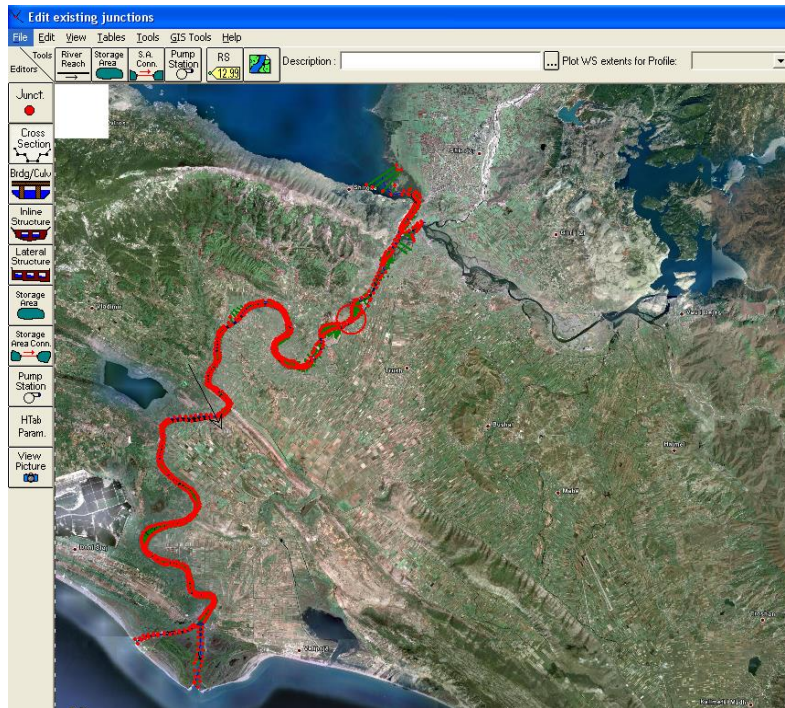 Edit existing junctions
File Edit View Tables Tools GIS Tools Help
Tools
Editors
River
Reach
Storage
Area
S.A.
Conn.
Pump
Station
RS
12.99
Description :
...
Plot WS extents for Profile:
Junct.
Cross
Section
Brdg/Culv
Inline
Structure
Lateral
Structure
Storage
Area
Storage
Area Conn.
Pump
Station
HTab
Param.
View
Picture